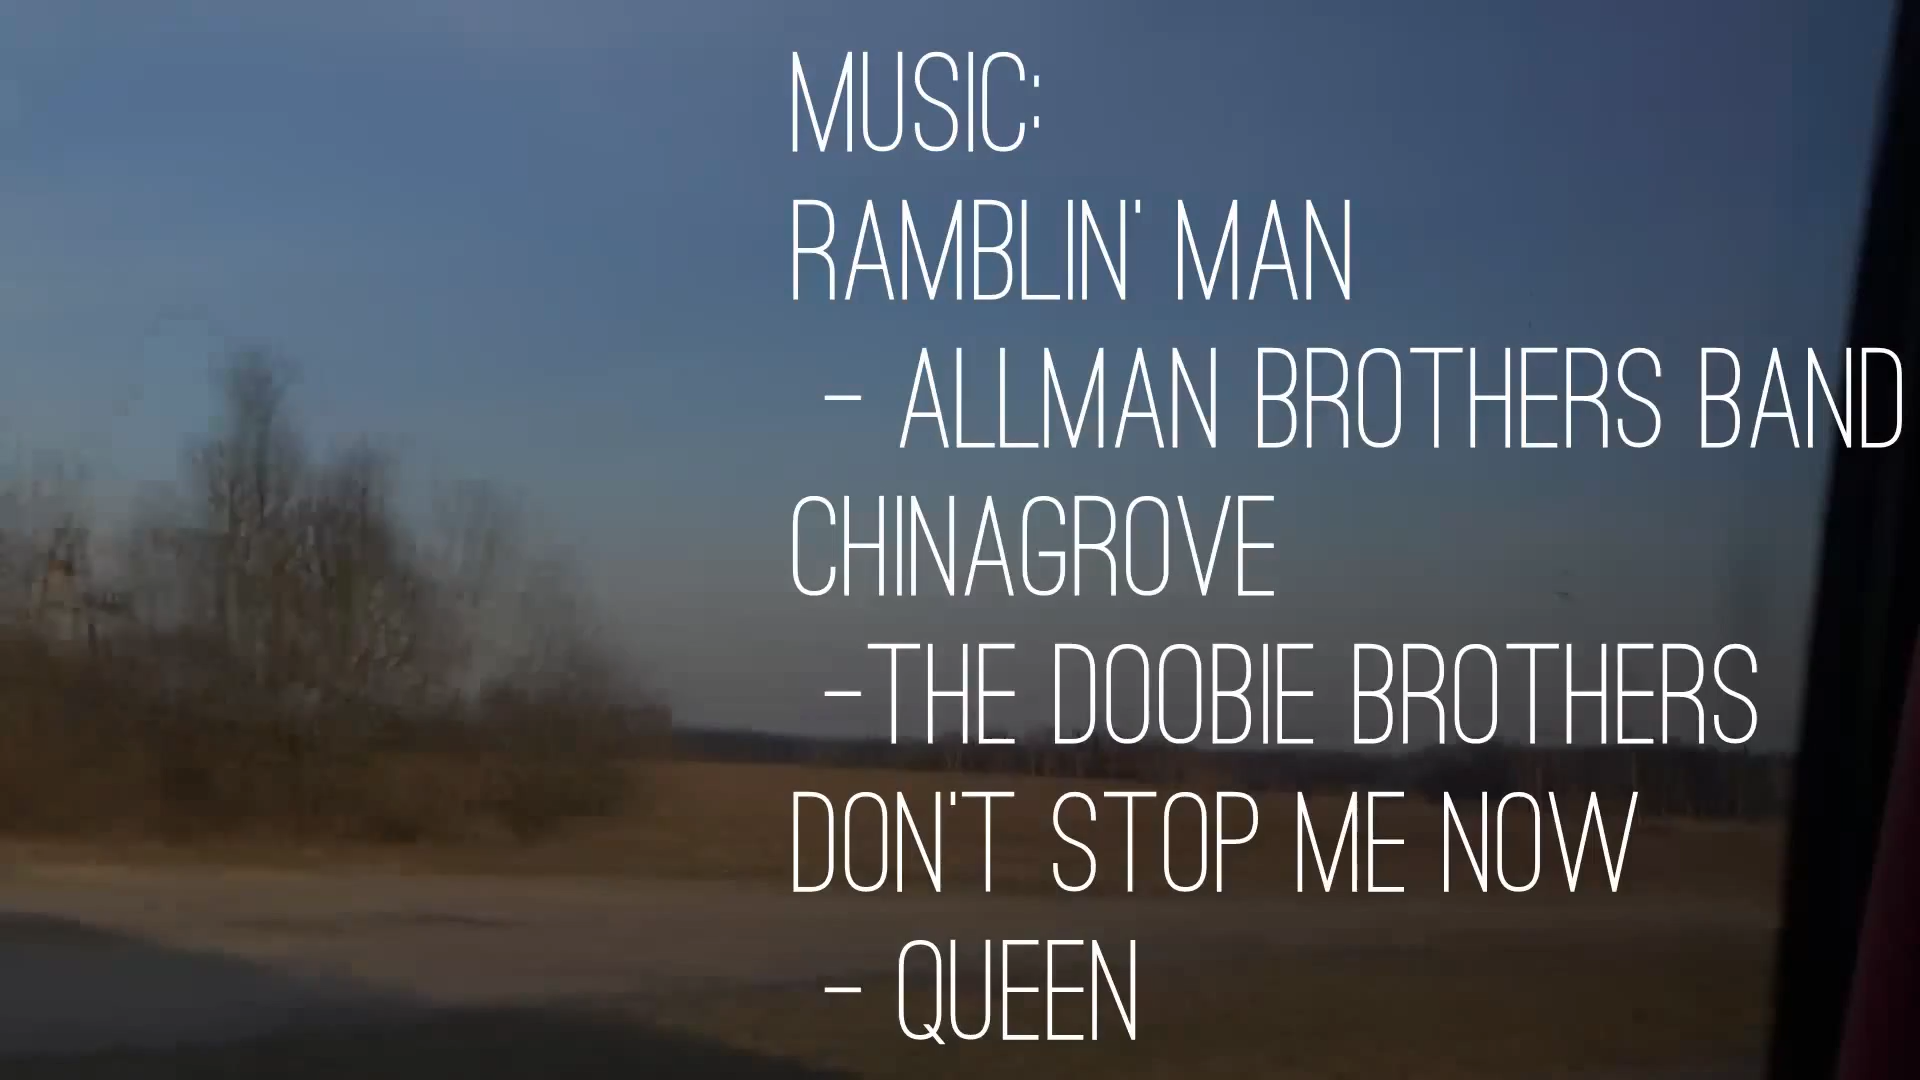 MUSIC:
RAMBLIN' MAN
- ALLMAN BROTHERS BAND
CHINAGROVE
-THE DOOBIE BROTHERS
DON'T STOP ME NOW
- QUEEN